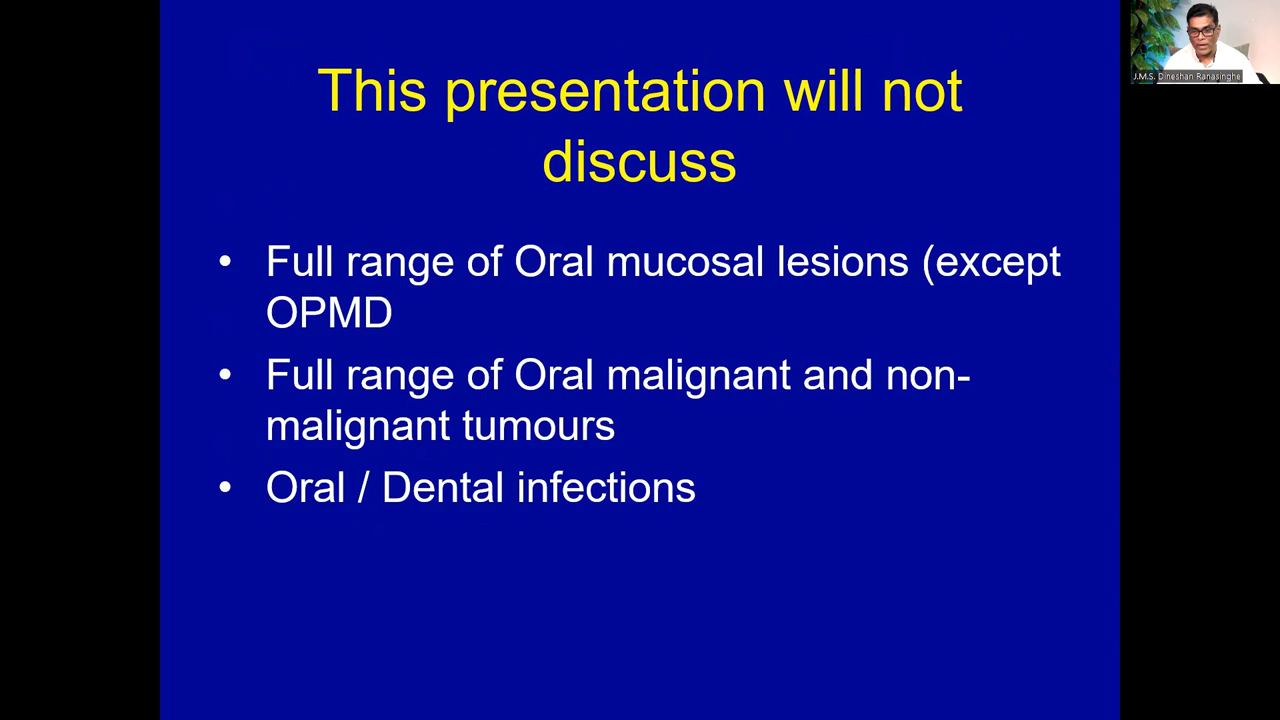 This presentation will not
discuss
• Full range of Oral mucosal lesions (except
OPMD
• Full range of Oral malignant and non-
malignant tumours
• Oral / Dental infections
J.M.S. Dineshan Ranasinghe